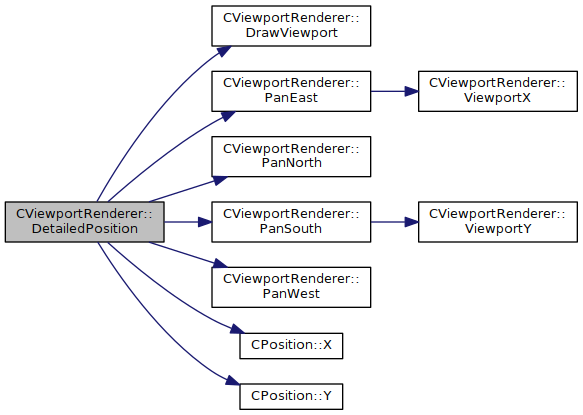 CViewportRenderer::
DrawViewport
CViewportRenderer::
PanEast
CViewportRenderer::
ViewportX
CViewportRenderer::
PanNorth
CViewportRenderer::
DetailedPosition
CViewportRenderer::
PanSouth
CViewportRenderer::
ViewportY
CViewportRenderer::
PanWest
CPosition::X
CPosition::Y